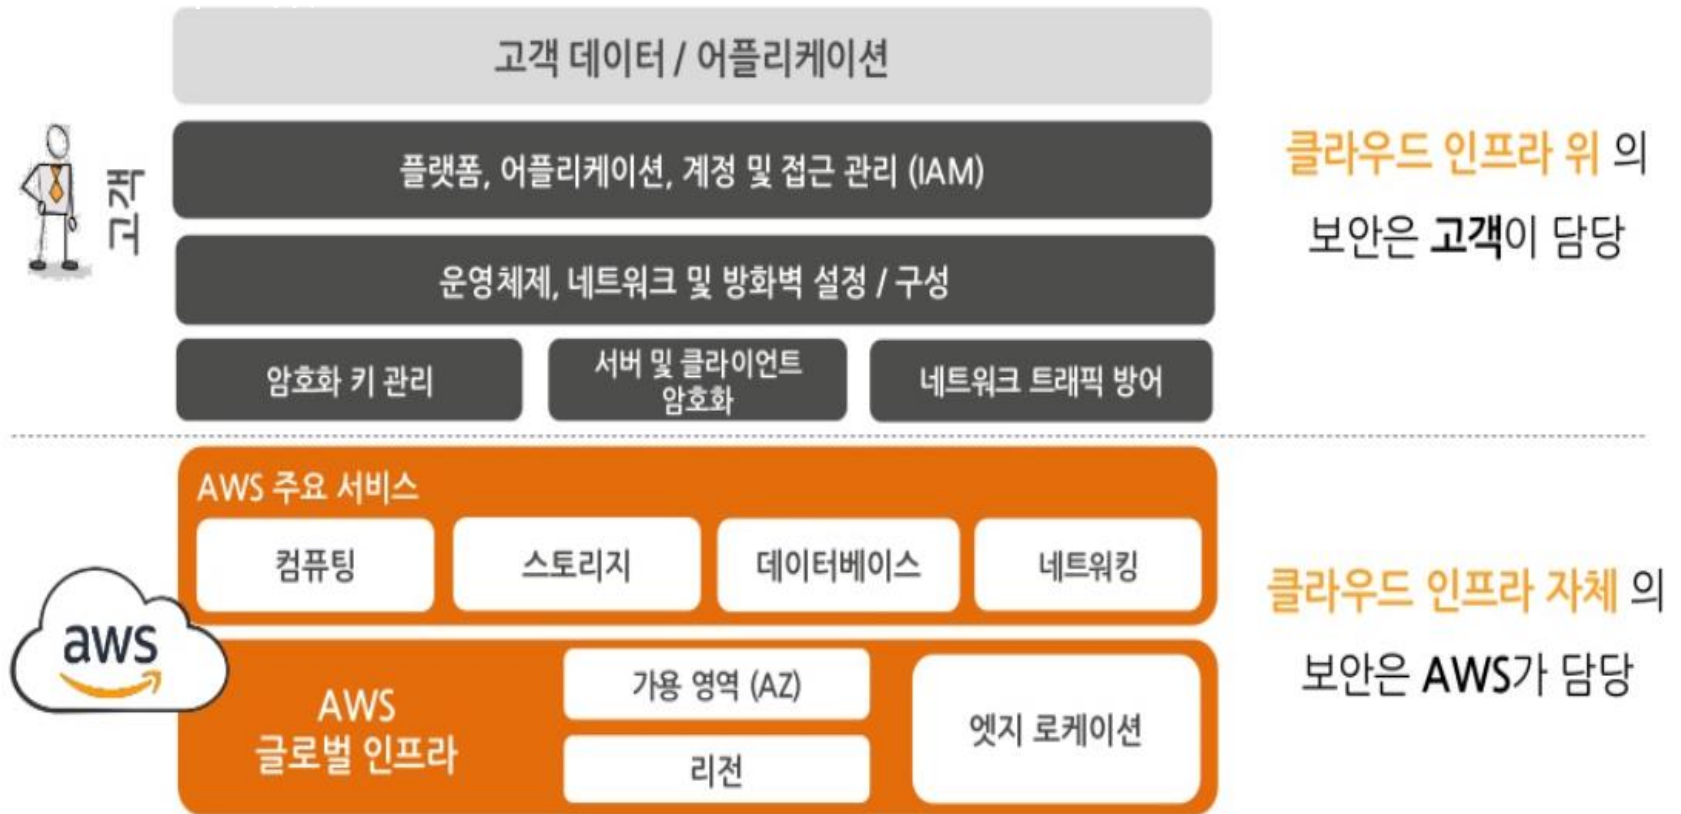 고객 데이터 / 어플리케이션
고객
플랫폼, 어플리케이션, 계정 및 접근 관리 (IAM)
운영체제, 네트워크 및 방화벽 설정 / 구성
암호화 키 관리
서버 및 클라이언트
암호화
네트워크 트래픽 방어
클라우드 인프라 위 의
보안은 고객이 담당
AWS 주요 서비스
컴퓨팅
스토리지
데이터베이스
네트워킹
aws
AWS
글로벌 인프라
가용 영역 (AZ)
리전
엣지 로케이션
클라우드 인프라 자체 의
보안은 AWS가 담당